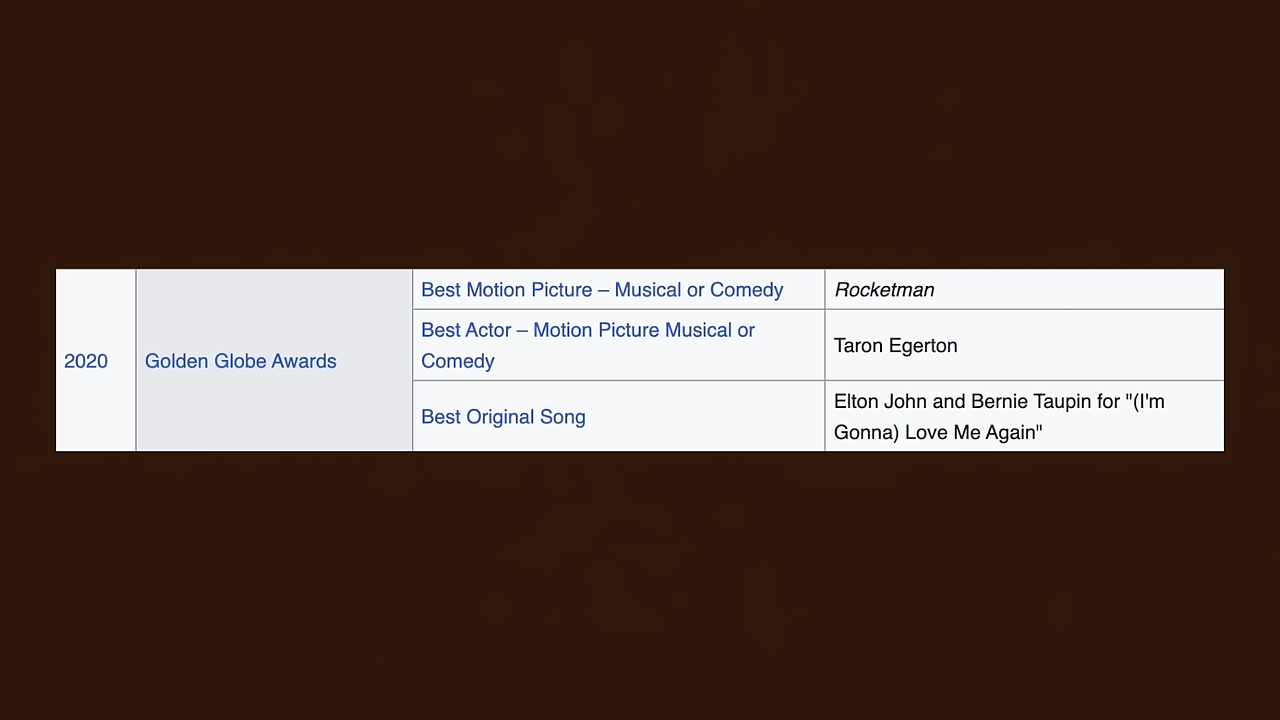 2020
Golden Globe Awards
Best Motion Picture – Musical or Comedy
Rocketman
Best Actor – Motion Picture Musical or
Comedy
Taron Egerton
Best Original Song
Elton John and Bernie Taupin for "(I'm
Gonna) Love Me Again"